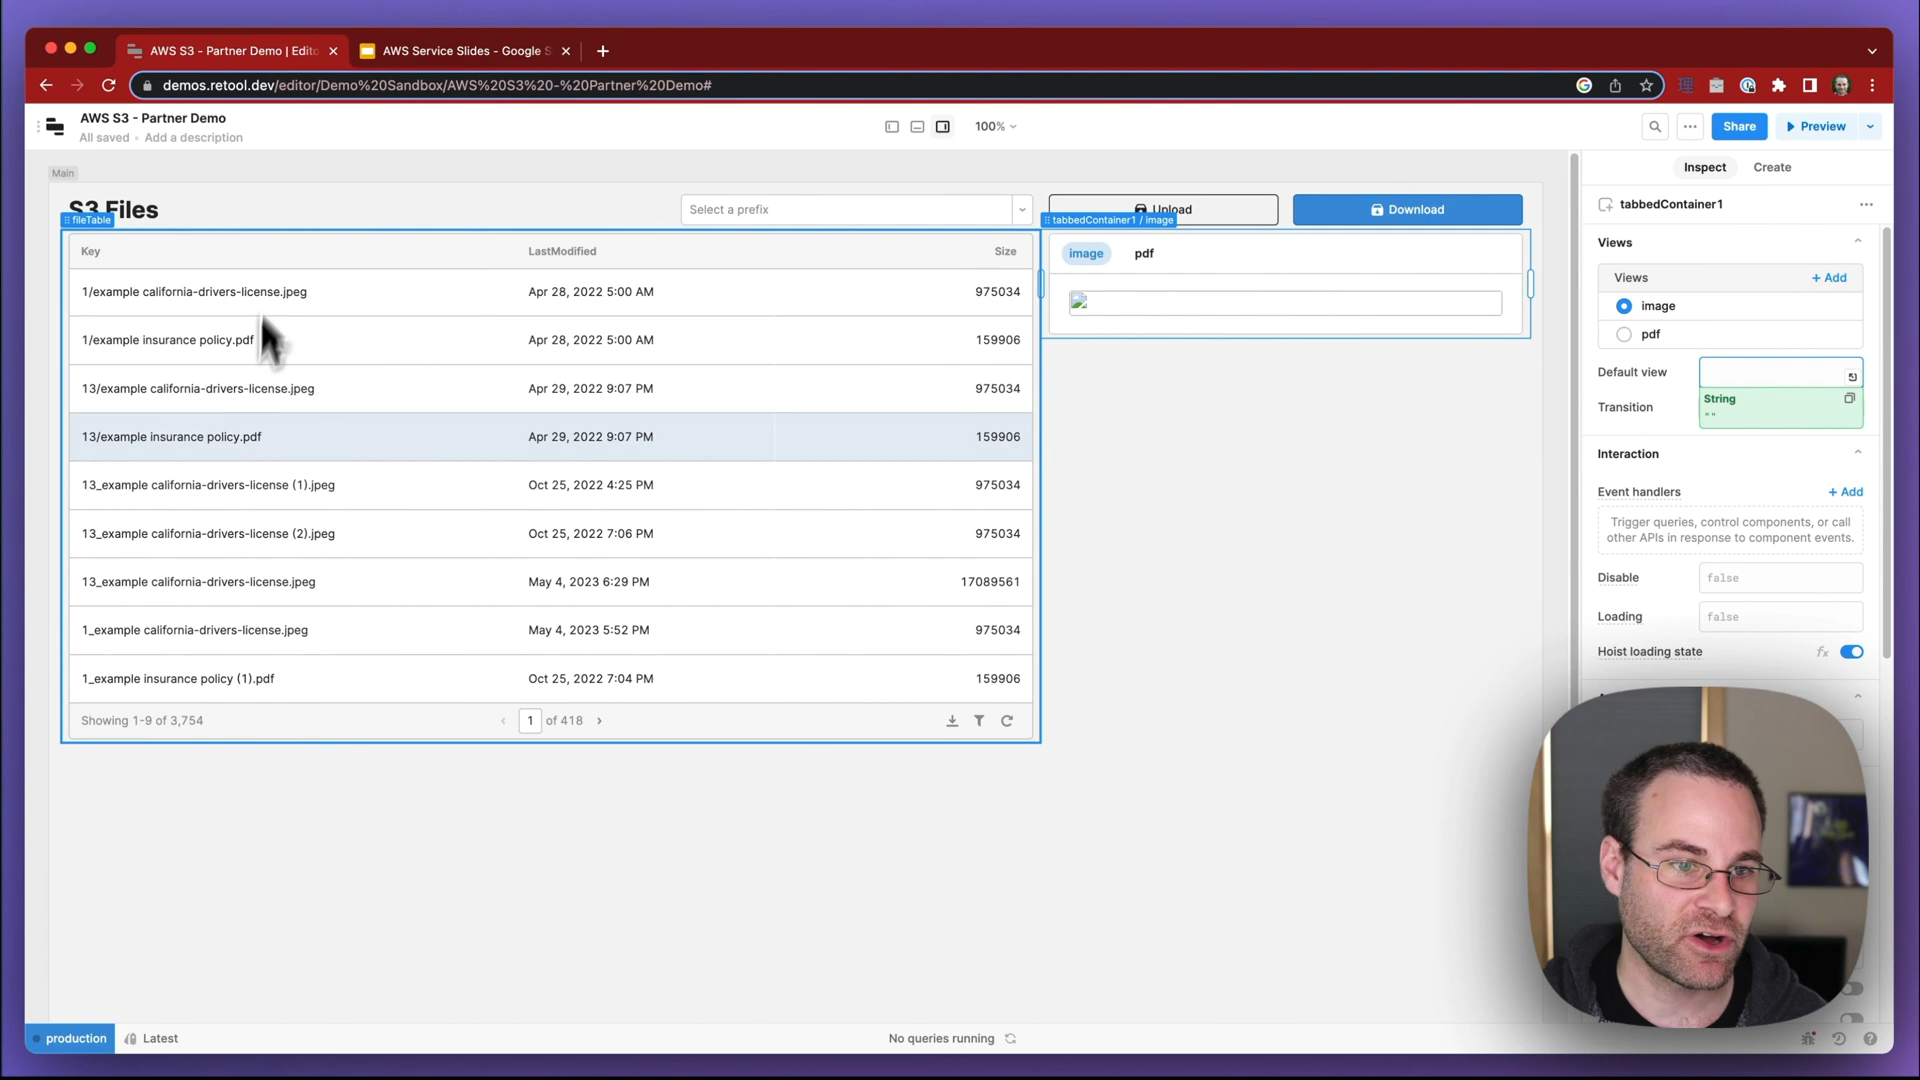 AWS S3 - Partner Demo | Edito
AWS Service Slides - Google S
demos.retool.dev/editor/Demo%20Sandbox/AWS%20S3%20-%20Partner%20Demo#
AWS S3 - Partner Demo
All saved • Add a description
100%
Share
Preview
Main
S3 Files
fileTable
Select a prefix
Upload
Download
tabbedContainer1 / image
Key LastModified Size
1/example california-drivers-license.jpeg Apr 28, 2022 5:00 AM 975034
1/example insurance policy.pdf Apr 28, 2022 5:00 AM 159906
13/example california-drivers-license.jpeg Apr 29, 2022 9:07 PM 975034
13/example insurance policy.pdf Apr 29, 2022 9:07 PM 159906
13_example california-drivers-license (1).jpeg Oct 25, 2022 4:25 PM 975034
13_example california-drivers-license (2).jpeg Oct 25, 2022 7:06 PM 975034
13_example california-drivers-license.jpeg May 4, 2023 6:29 PM 17089561
1_example california-drivers-license.jpeg May 4, 2023 5:52 PM 975034
1_example insurance policy (1).pdf Oct 25, 2022 7:04 PM 159906
Showing 1-9 of 3,754
1 of 418
image pdf
Inspect Create
tabbedContainer1
Views
Views + Add
image
pdf
Default view
String
""
Transition
Interaction
Event handlers + Add
Trigger queries, control components, or call
other APIs in response to component events.
Disable false
Loading false
Hoist loading state fx
production
Latest
No queries running